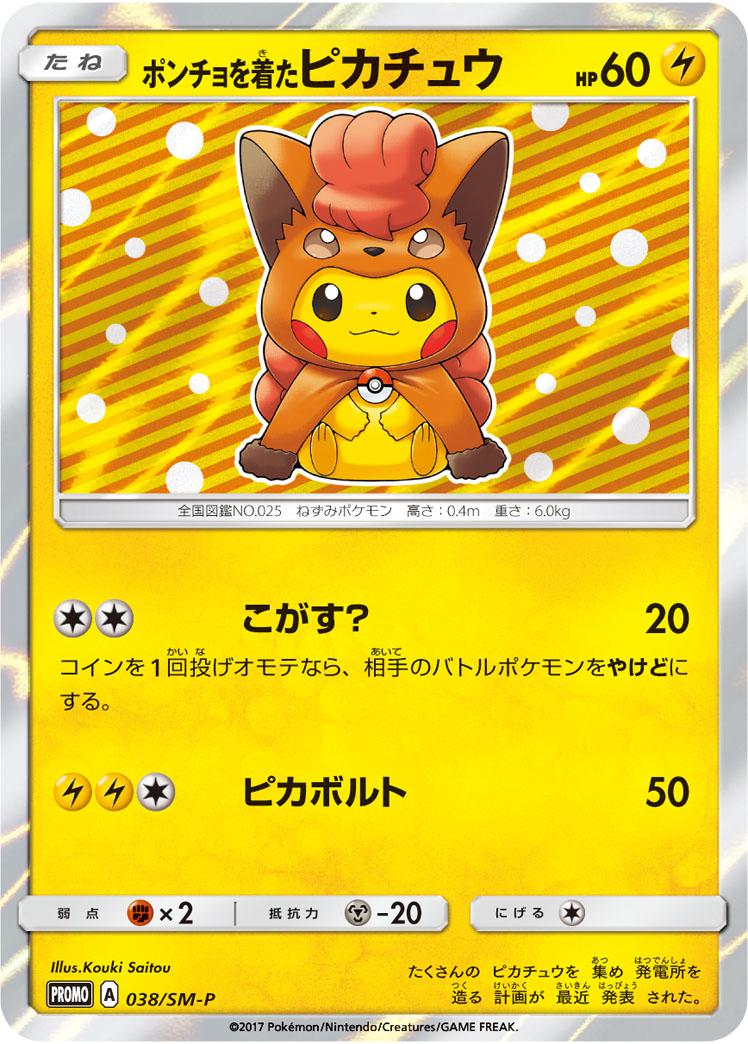 たね
ポンチョを着たピカチュウ HP60
全国図鑑NO.025 ねずみポケモン 高さ：0.4m 重さ：6.0kg
こがす? 20
コインを1回投げオモテなら、相手のバトルポケモンをやけどに
する。
ピカボルト 50
弱点 ×2 抵抗力 -20 にげる
Illus.Kouki Saitou
たくさんの ピカチュウを 集め 発電所を
造る 計画が 最近 発表 された。
PROMO A 038/SM-P
©2017 Pokémon/Nintendo/Creatures/GAME FREAK.